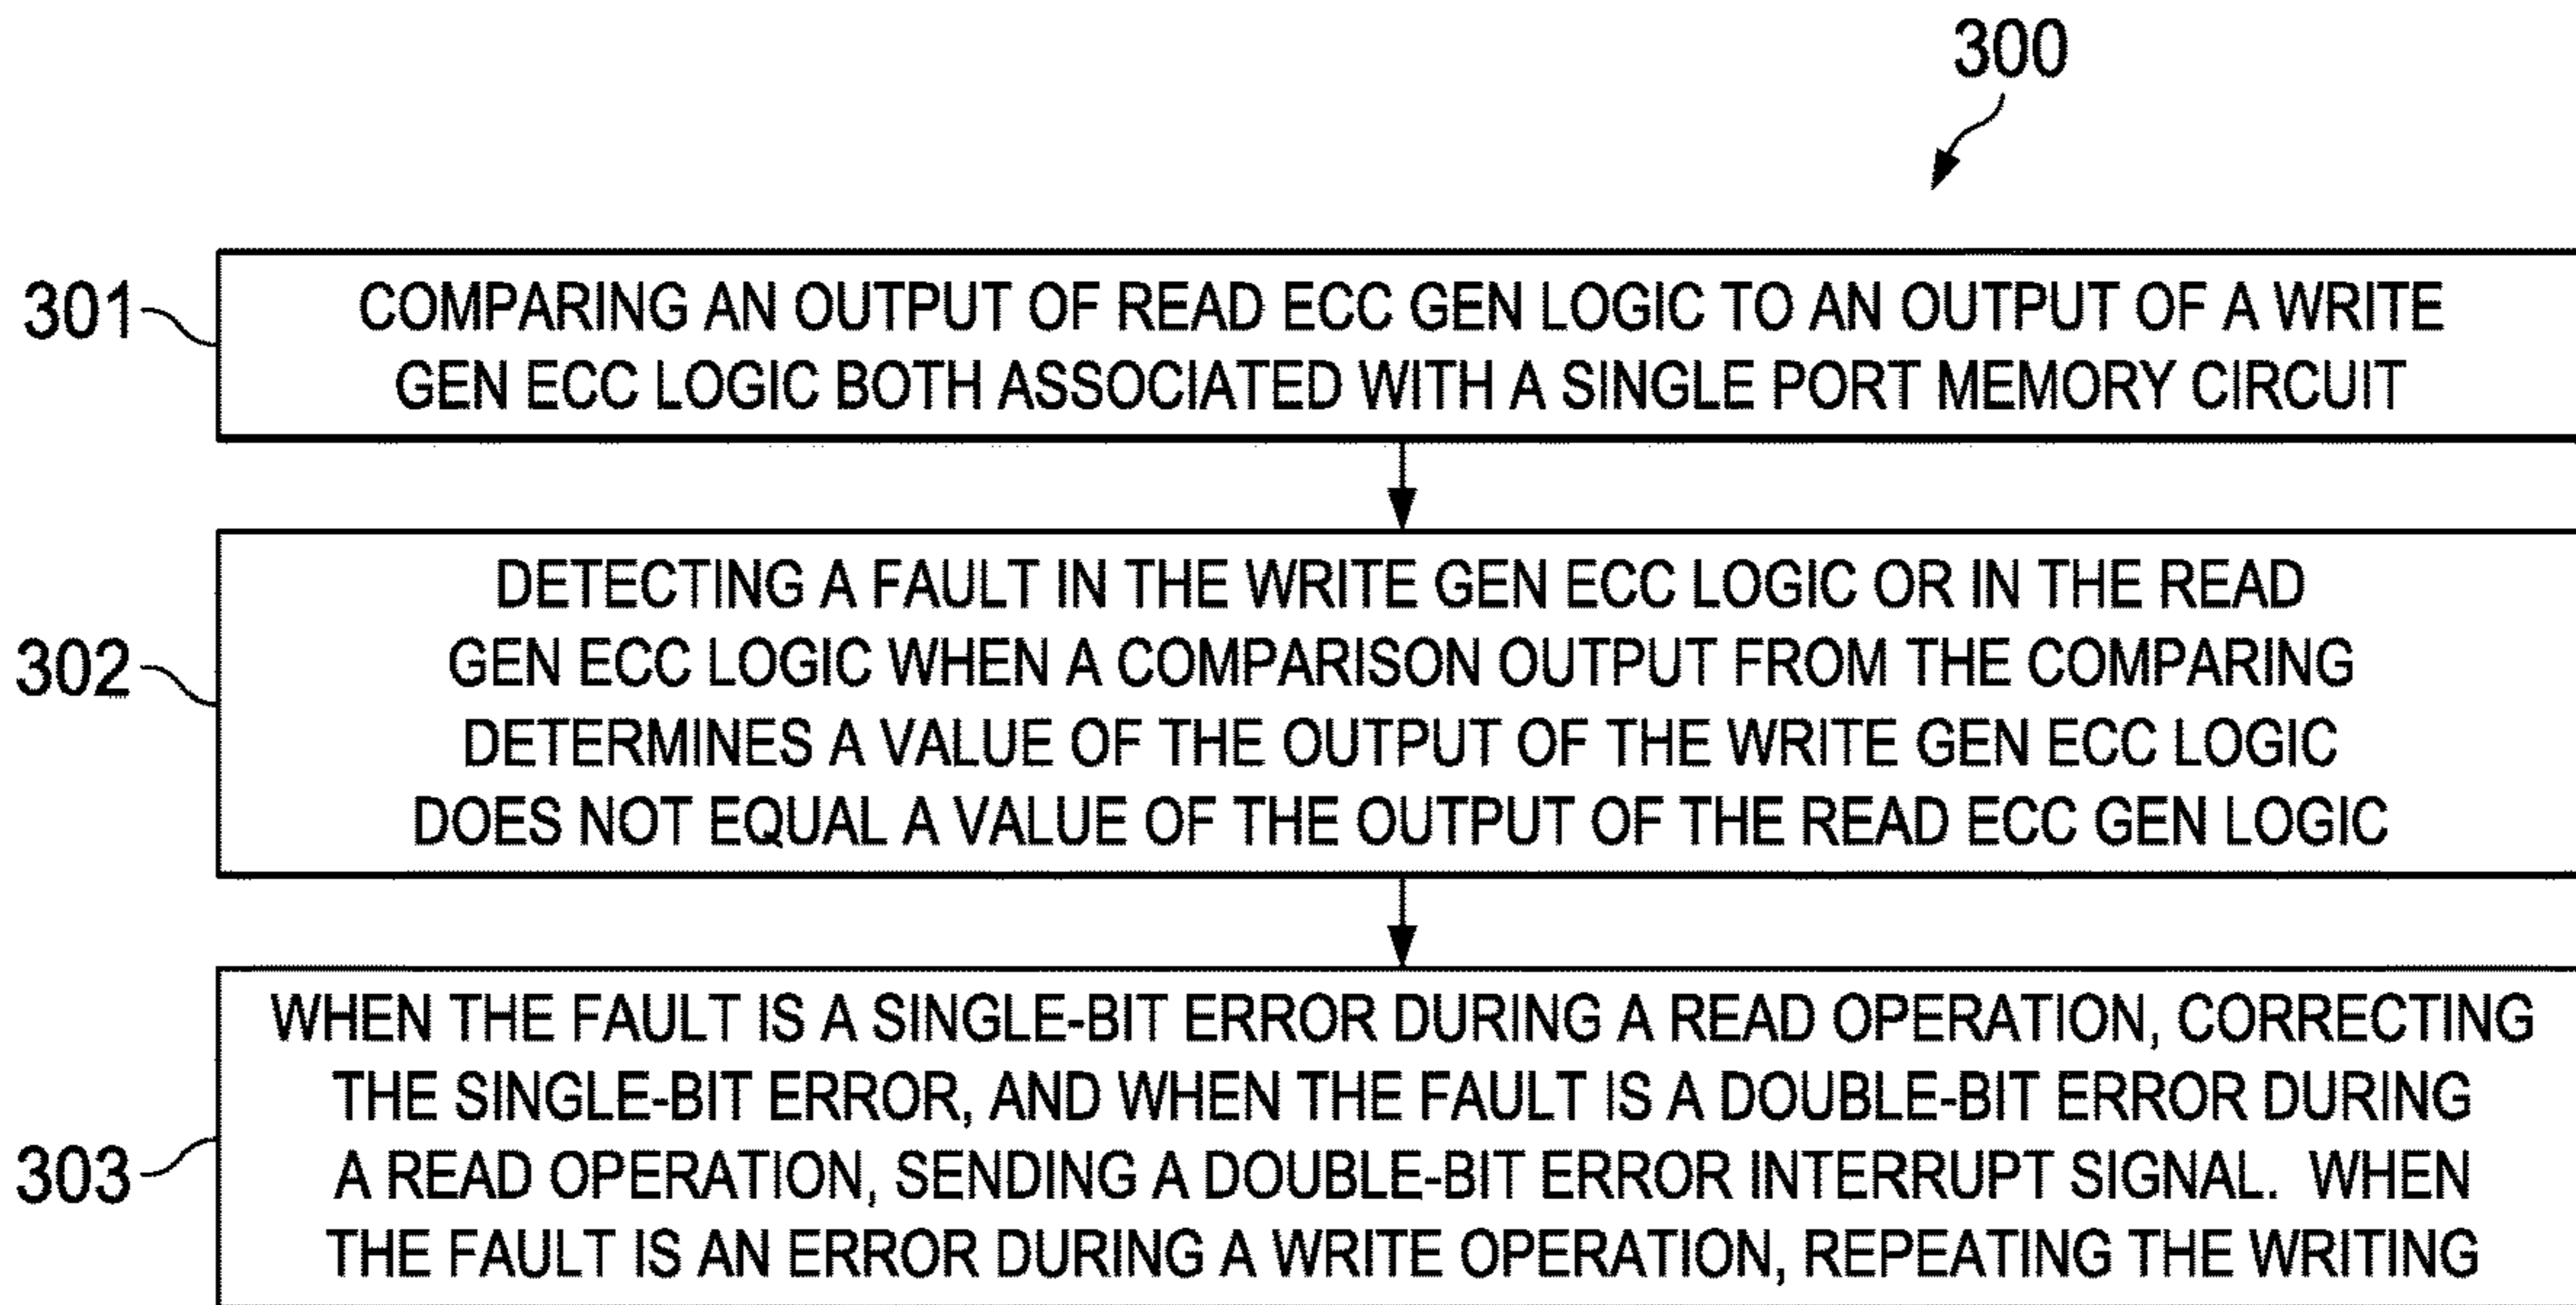 300
301
COMPARING AN OUTPUT OF READ ECC GEN LOGIC TO AN OUTPUT OF A WRITE
GEN ECC LOGIC BOTH ASSOCIATED WITH A SINGLE PORT MEMORY CIRCUIT
302
DETECTING A FAULT IN THE WRITE GEN ECC LOGIC OR IN THE READ
GEN ECC LOGIC WHEN A COMPARISON OUTPUT FROM THE COMPARING
DETERMINES A VALUE OF THE OUTPUT OF THE WRITE GEN ECC LOGIC
DOES NOT EQUAL A VALUE OF THE OUTPUT OF THE READ ECC GEN LOGIC
303
WHEN THE FAULT IS A SINGLE-BIT ERROR DURING A READ OPERATION, CORRECTING
THE SINGLE-BIT ERROR, AND WHEN THE FAULT IS A DOUBLE-BIT ERROR DURING
A READ OPERATION, SENDING A DOUBLE-BIT ERROR INTERRUPT SIGNAL. WHEN
THE FAULT IS AN ERROR DURING A WRITE OPERATION, REPEATING THE WRITING